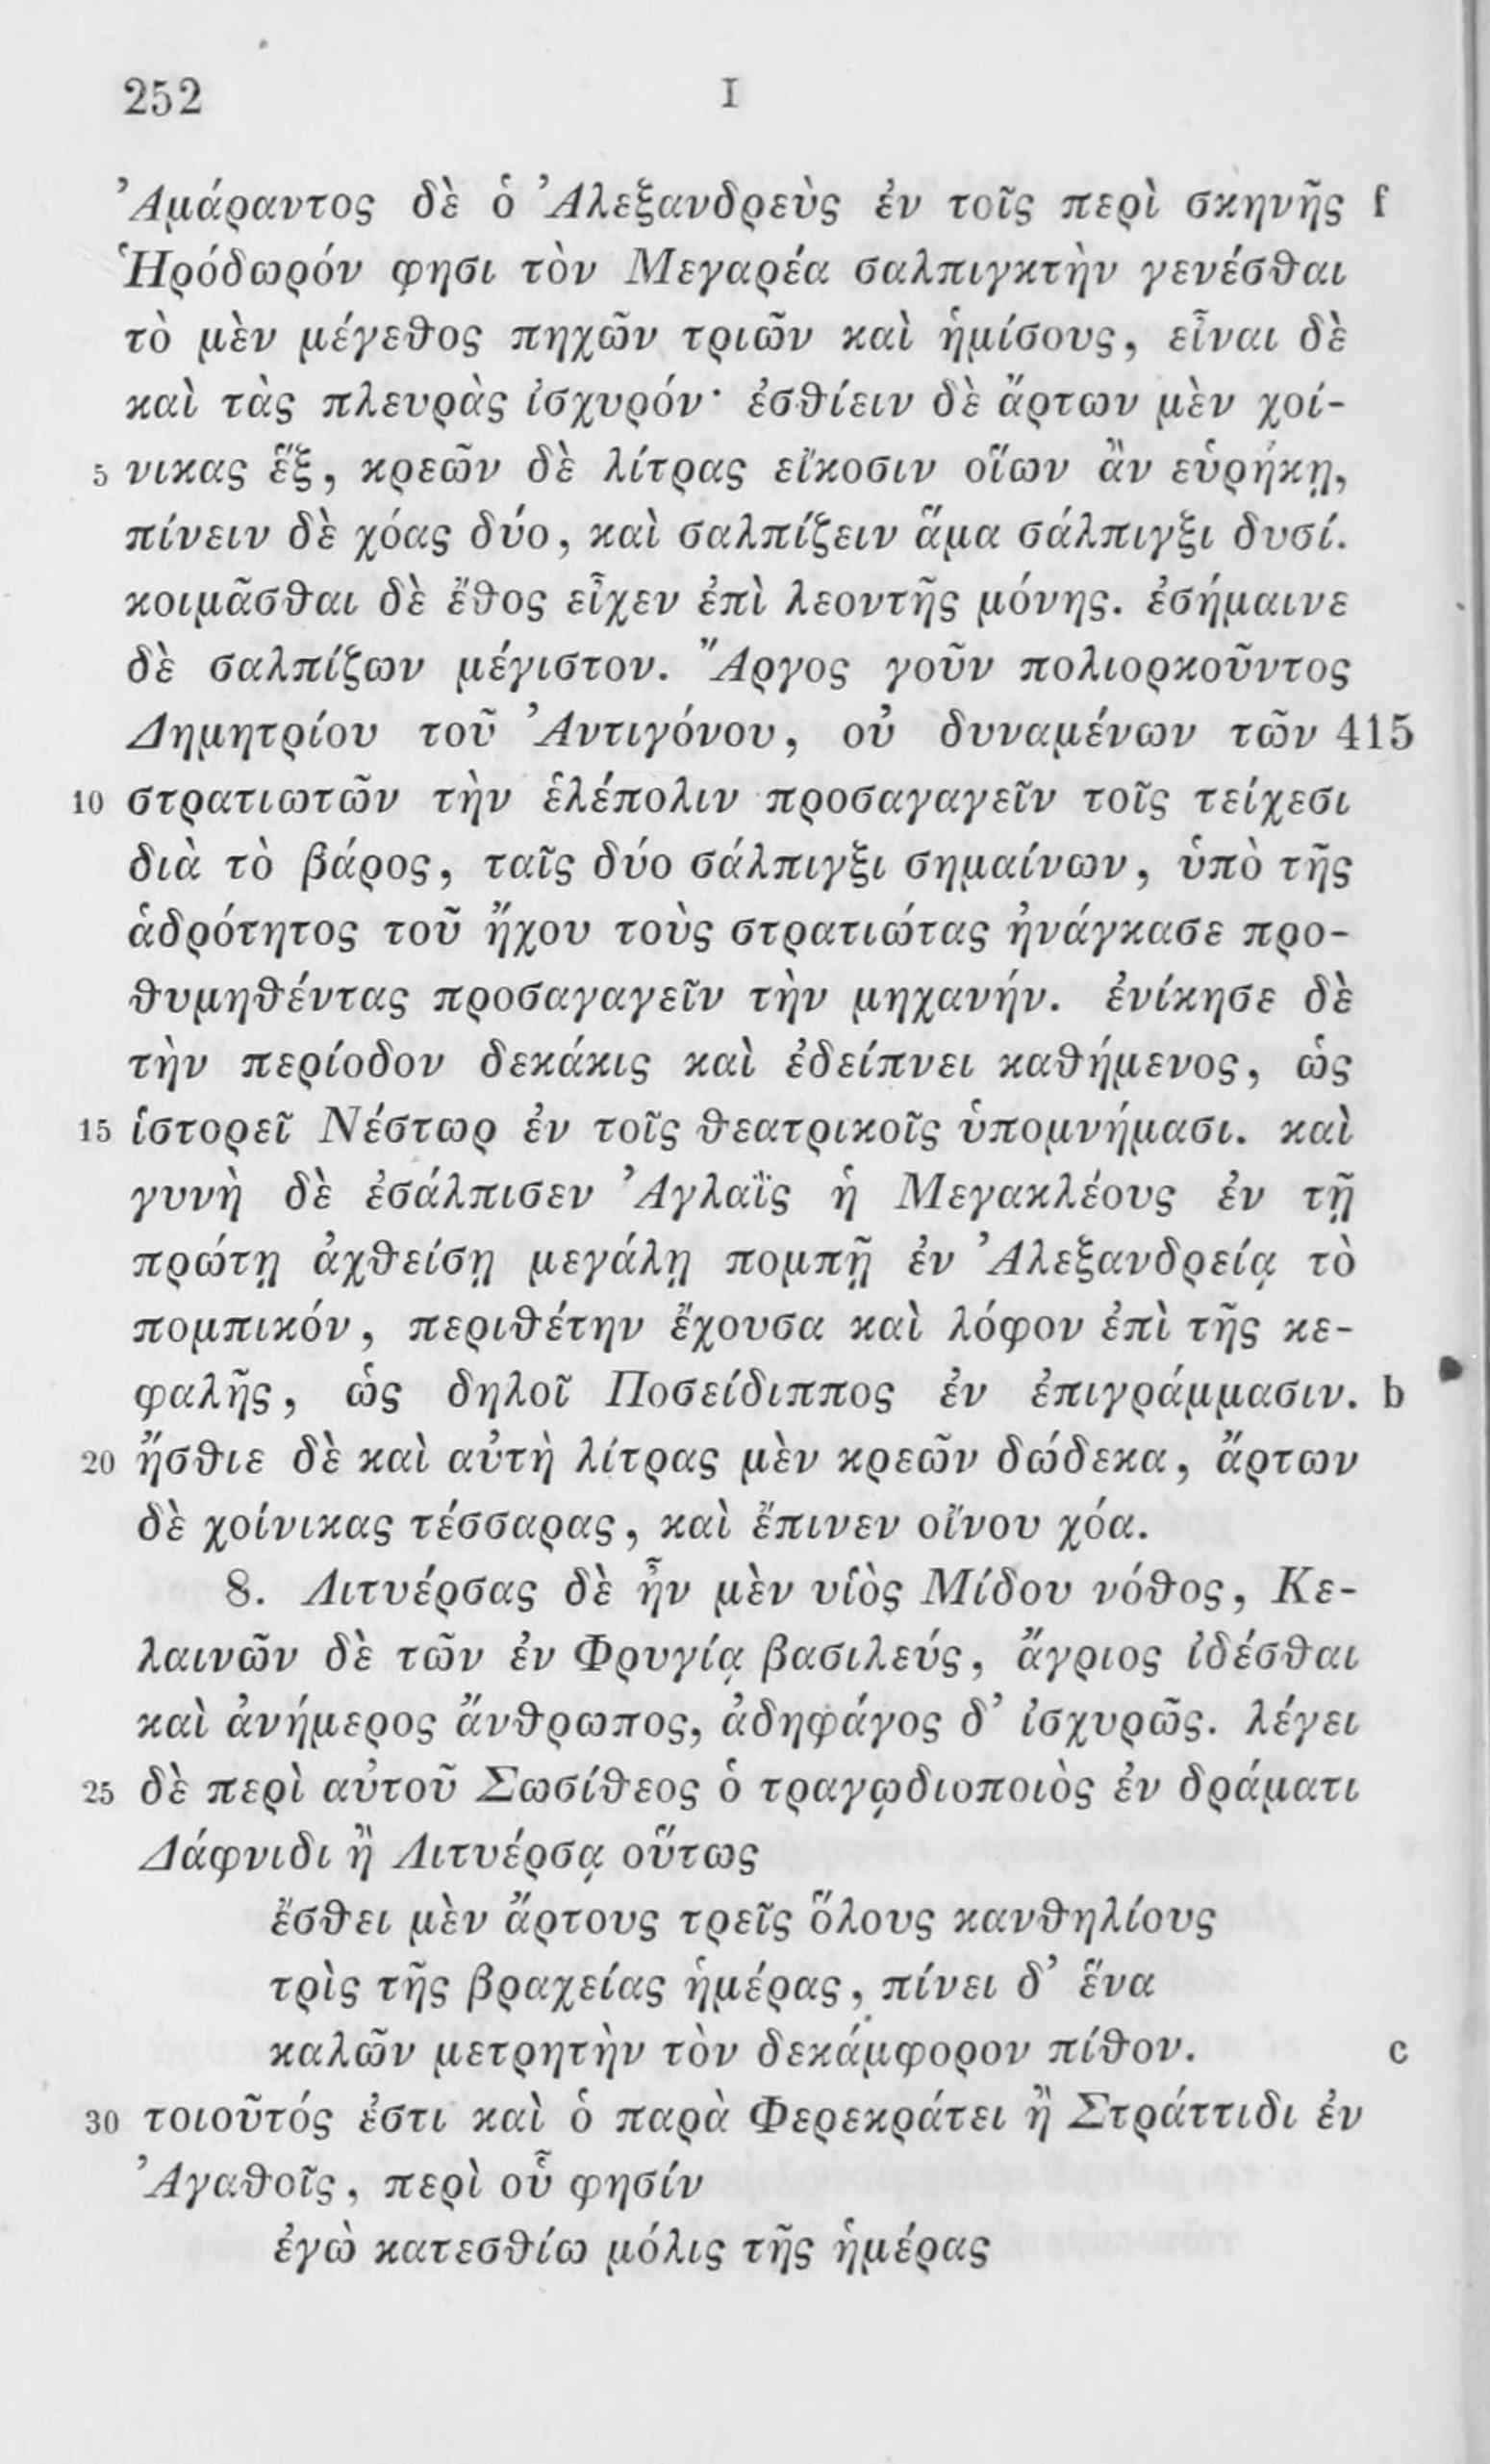 252 I
Ἀμάραντος δὲ ὁ Ἀλεξανδρεὺς ἐν τοῖς περὶ σκηνῆς f
Ἡρόδωρόν φησι τὸν Μεγαρέα σαλπιγκτὴν γενέσθαι
τὸ μὲν μέγεθος πηχῶν τριῶν καὶ ἡμίσους, εἶναι δὲ
καὶ τὰς πλευρὰς ἰσχυρόν· ἐσθίειν δὲ ἄρτων μὲν χοί-
5 νικας ἕξ, κρεῶν δὲ λίτρας εἴκοσιν οἵων ἂν εὑρήκῃ,
πίνειν δὲ χόας δύο, καὶ σαλπίζειν ἅμα σάλπιγξι δυσί.
κοιμᾶσθαι δὲ ἔθος εἶχεν ἐπὶ λεοντῆς μόνης. ἐσήμαινε
δὲ σαλπίζων μέγιστον. Ἄργος γοῦν πολιορκοῦντος
Δημητρίου τοῦ Ἀντιγόνου, οὐ δυναμένων τῶν 415
10 στρατιωτῶν τὴν ἑλέπολιν προσαγαγεῖν τοῖς τείχεσι
διὰ τὸ βάρος, ταῖς δύο σάλπιγξι σημαίνων, ὑπὸ τῆς
ἁδρότητος τοῦ ἤχου τοὺς στρατιώτας ἠνάγκασε προ-
θυμηθέντας προσαγαγεῖν τὴν μηχανήν. ἐνίκησε δὲ
τὴν περίοδον δεκάκις καὶ ἐδείπνει καθήμενος, ὡς
15 ἱστορεῖ Νέστωρ ἐν τοῖς θεατρικοῖς ὑπομνήμασι. καὶ
γυνὴ δὲ ἐσάλπισεν Ἀγλαῒς ἡ Μεγακλέους ἐν τῇ
πρώτῃ ἀχθείσῃ μεγάλῃ πομπῇ ἐν Ἀλεξανδρείᾳ τὸ
πομπικόν, περιθέτην ἔχουσα καὶ λόφον ἐπὶ τῆς κε-
φαλῆς, ὡς δηλοῖ Ποσείδιππος ἐν ἐπιγράμμασιν. b
20 ἤσθιε δὲ καὶ αὐτὴ λίτρας μὲν κρεῶν δώδεκα, ἄρτων
δὲ χοίνικας τέσσαρας, καὶ ἔπινεν οἴνου χόα.
8. Λιτυέρσας δὲ ἦν μὲν υἱὸς Μίδου νόθος, Κε-
λαινῶν δὲ τῶν ἐν Φρυγίᾳ βασιλεύς, ἄγριος ἰδέσθαι
καὶ ἀνήμερος ἄνθρωπος, ἀδηφάγος δ’ ἰσχυρῶς. λέγει
25 δὲ περὶ αὐτοῦ Σωσίθεος ὁ τραγῳδιοποιὸς ἐν δράματι
Δάφνιδι ἢ Λιτυέρσᾳ οὕτως
ἔσθει μὲν ἄρτους τρεῖς ὅλους κανθηλίους
τρὶς τῆς βραχείας ἡμέρας, πίνει δ’ ἕνα
καλῶν μετρητὴν τὸν δεκάμφορον πίθον. c
30 τοιοῦτός ἐστι καὶ ὁ παρὰ Φερεκράτει ἢ Στράττιδι ἐν
Ἀγαθοῖς, περὶ οὗ φησίν
ἐγὼ κατεσθίω μόλις τῆς ἡμέρας